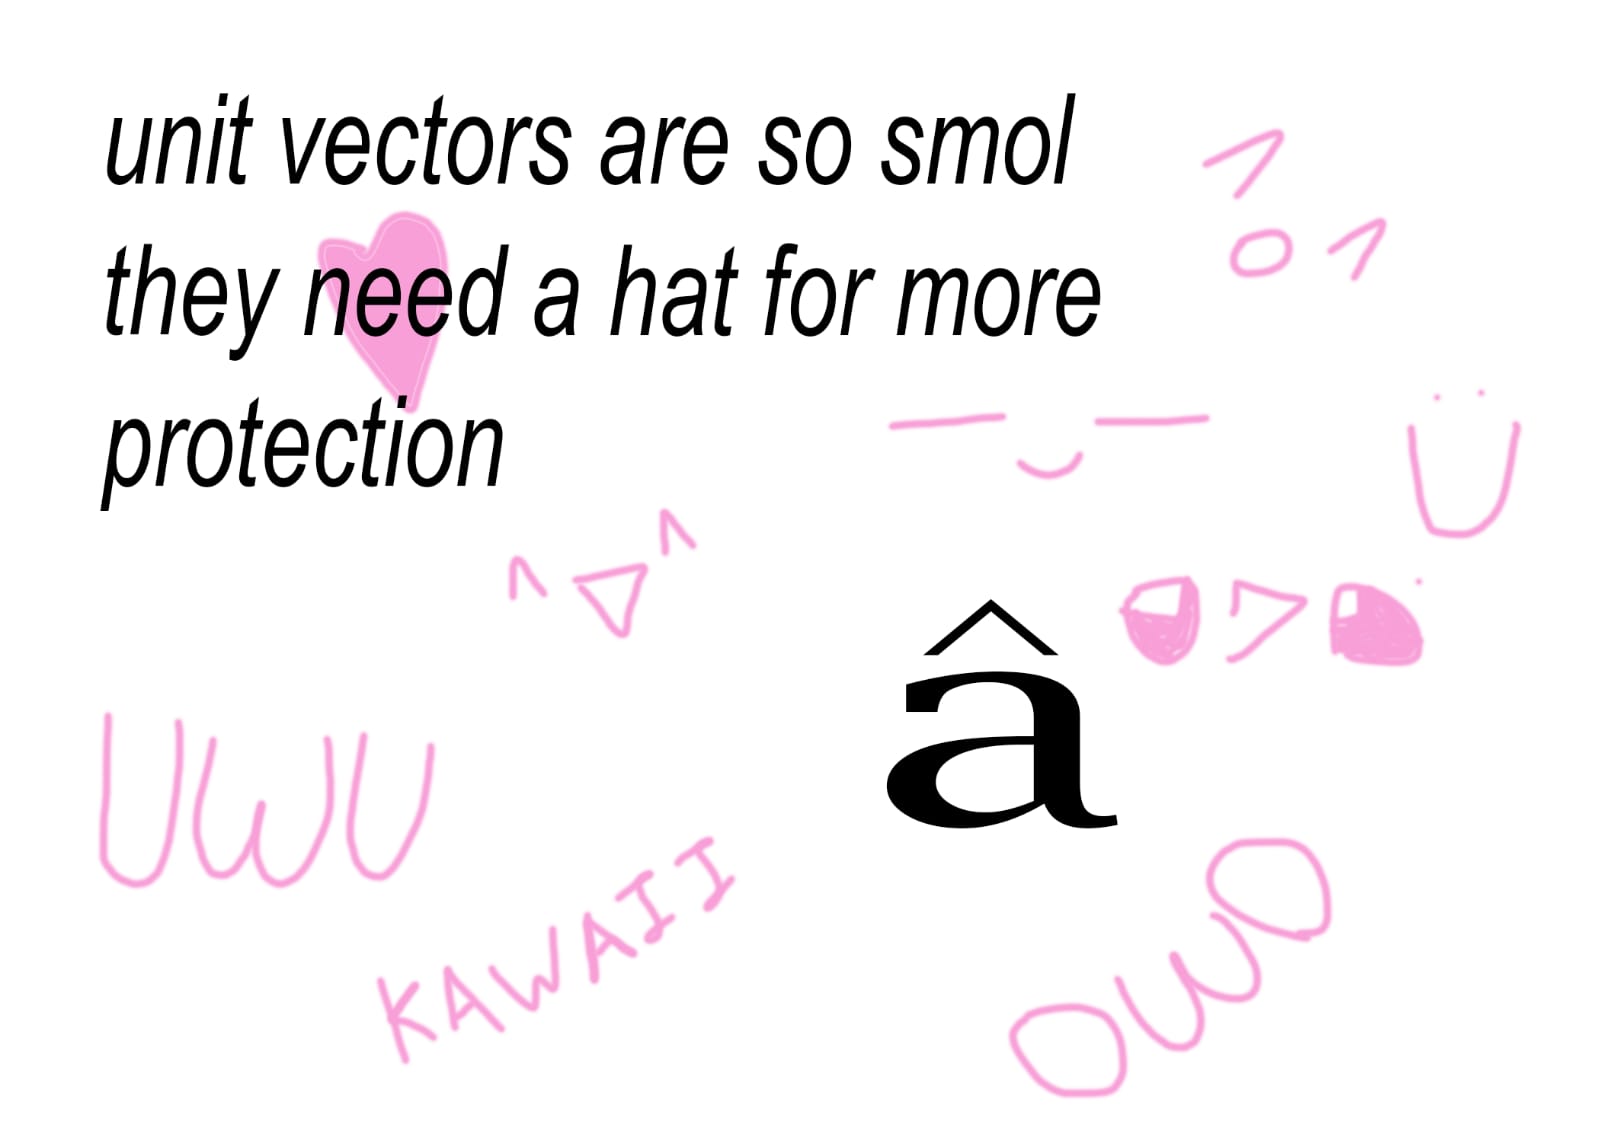 unit vectors are so smol
they need a hat for more
protection
^o^
-‿-
Ü
^▽^
â
UWU
KAWAII
OWO